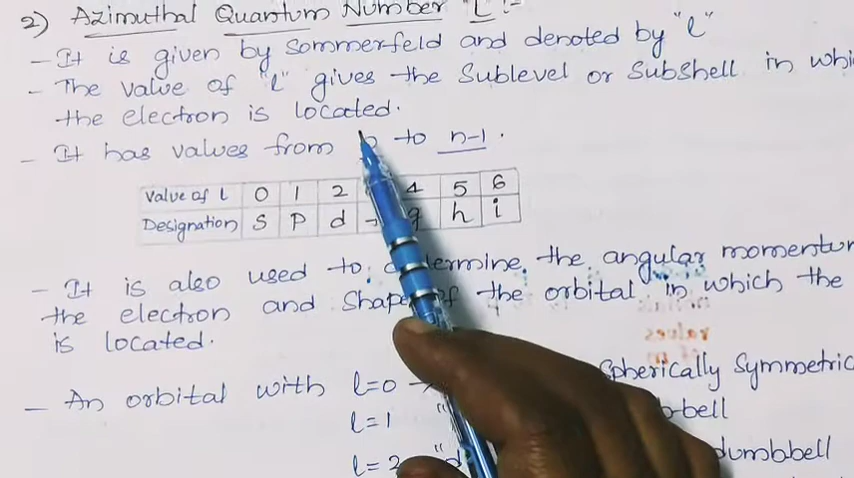 2) Azimuthal Quantum Number "L" :-
- It is given by Sommerfeld and denoted by "l"
- The value of "l" gives the Sublevel or Subshell in
the electron is located.
- It has values from to n-1.
Value of l 0 1 2 4 5 6
Designation S P d g h i
- It is also used to determine the angular
the electron and shape of the orbital in which the
is located.
- An orbital with l=0 → Spherically Symmetric
l=1 "
l=2 "d" dumbbell
values